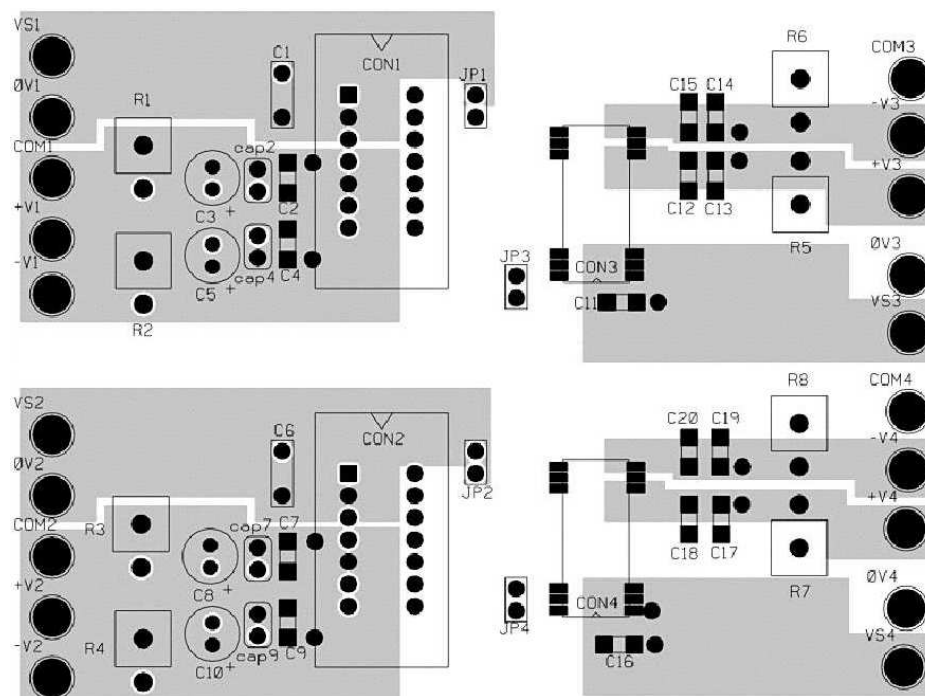 VS1
C1
CON1
JP1
R6
COM3
ØV1
R1
C15 C14
-V3
COM1
cap2
+V3
C3 +
C2
C12 C13
+V1
R5
-V1
C5 +
cap4
C4
JP3
CON3
ØV3
R2
C11
VS3
VS2
C6
CON2
JP2
R8
COM4
ØV2
C20 C19
-V4
COM2
R3
cap7
C7
+V4
+V2
C8 +
C18 C17
-V2
R4
C10 +
cap9
C9
JP4
CON4
R7
ØV4
C16
VS4